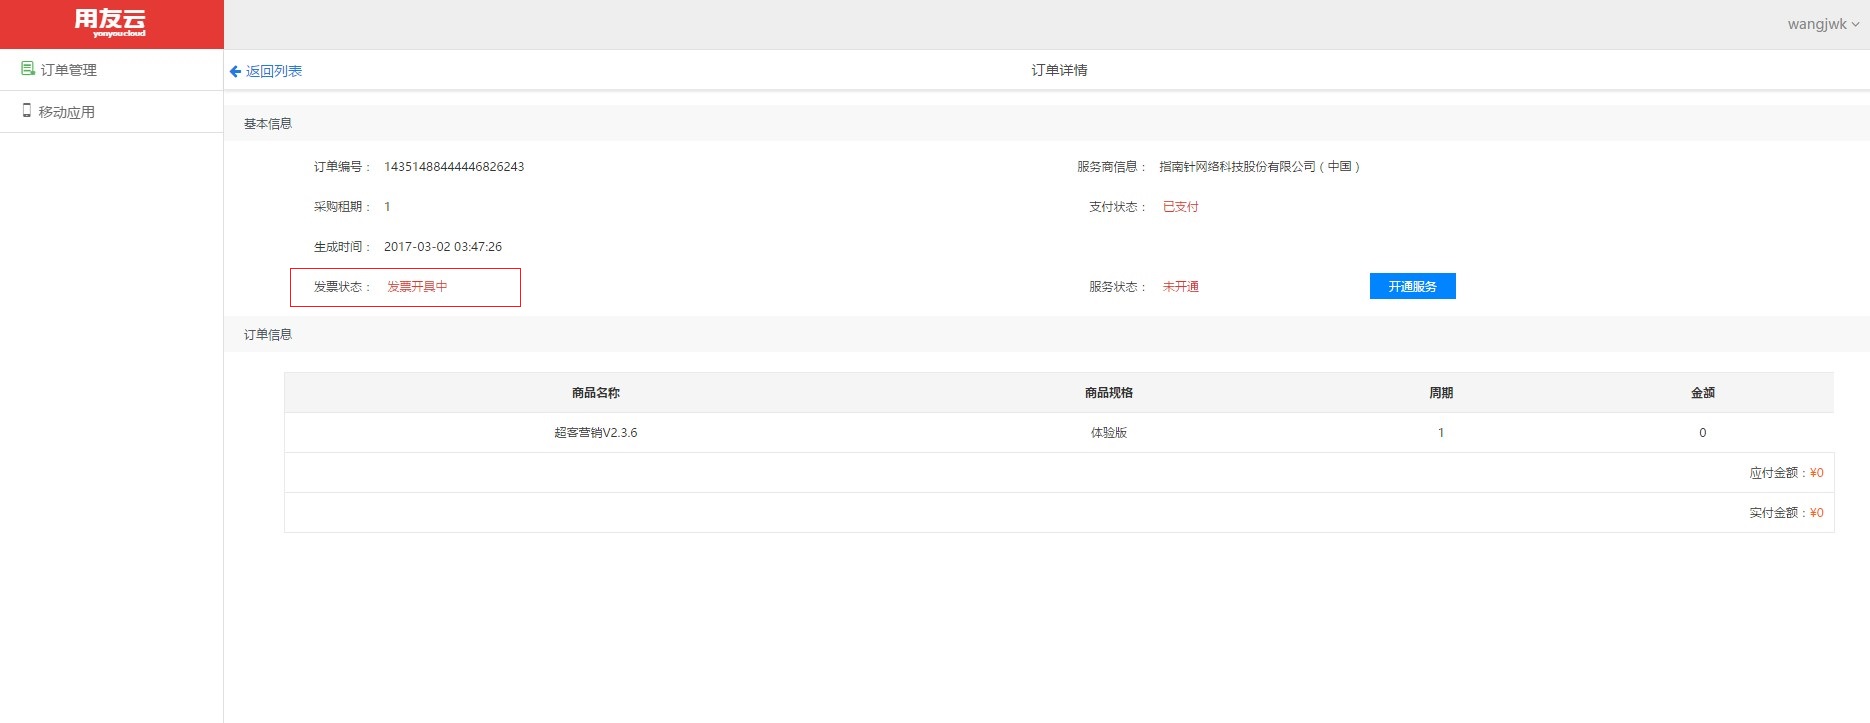 用友云
yonyoucloud
wangjwk
订单管理
移动应用
返回列表
订单详情
基本信息
订单编号： 14351488444446826243
服务商信息： 指南针网络科技股份有限公司（中国）
采购租期： 1
支付状态： 已支付
生成时间： 2017-03-02 03:47:26
发票状态： 发票开具中
服务状态： 未开通
开通服务
订单信息
商品名称 商品规格 周期 金额
超客营销V2.3.6 体验版 1 0
应付金额：¥0
实付金额：¥0